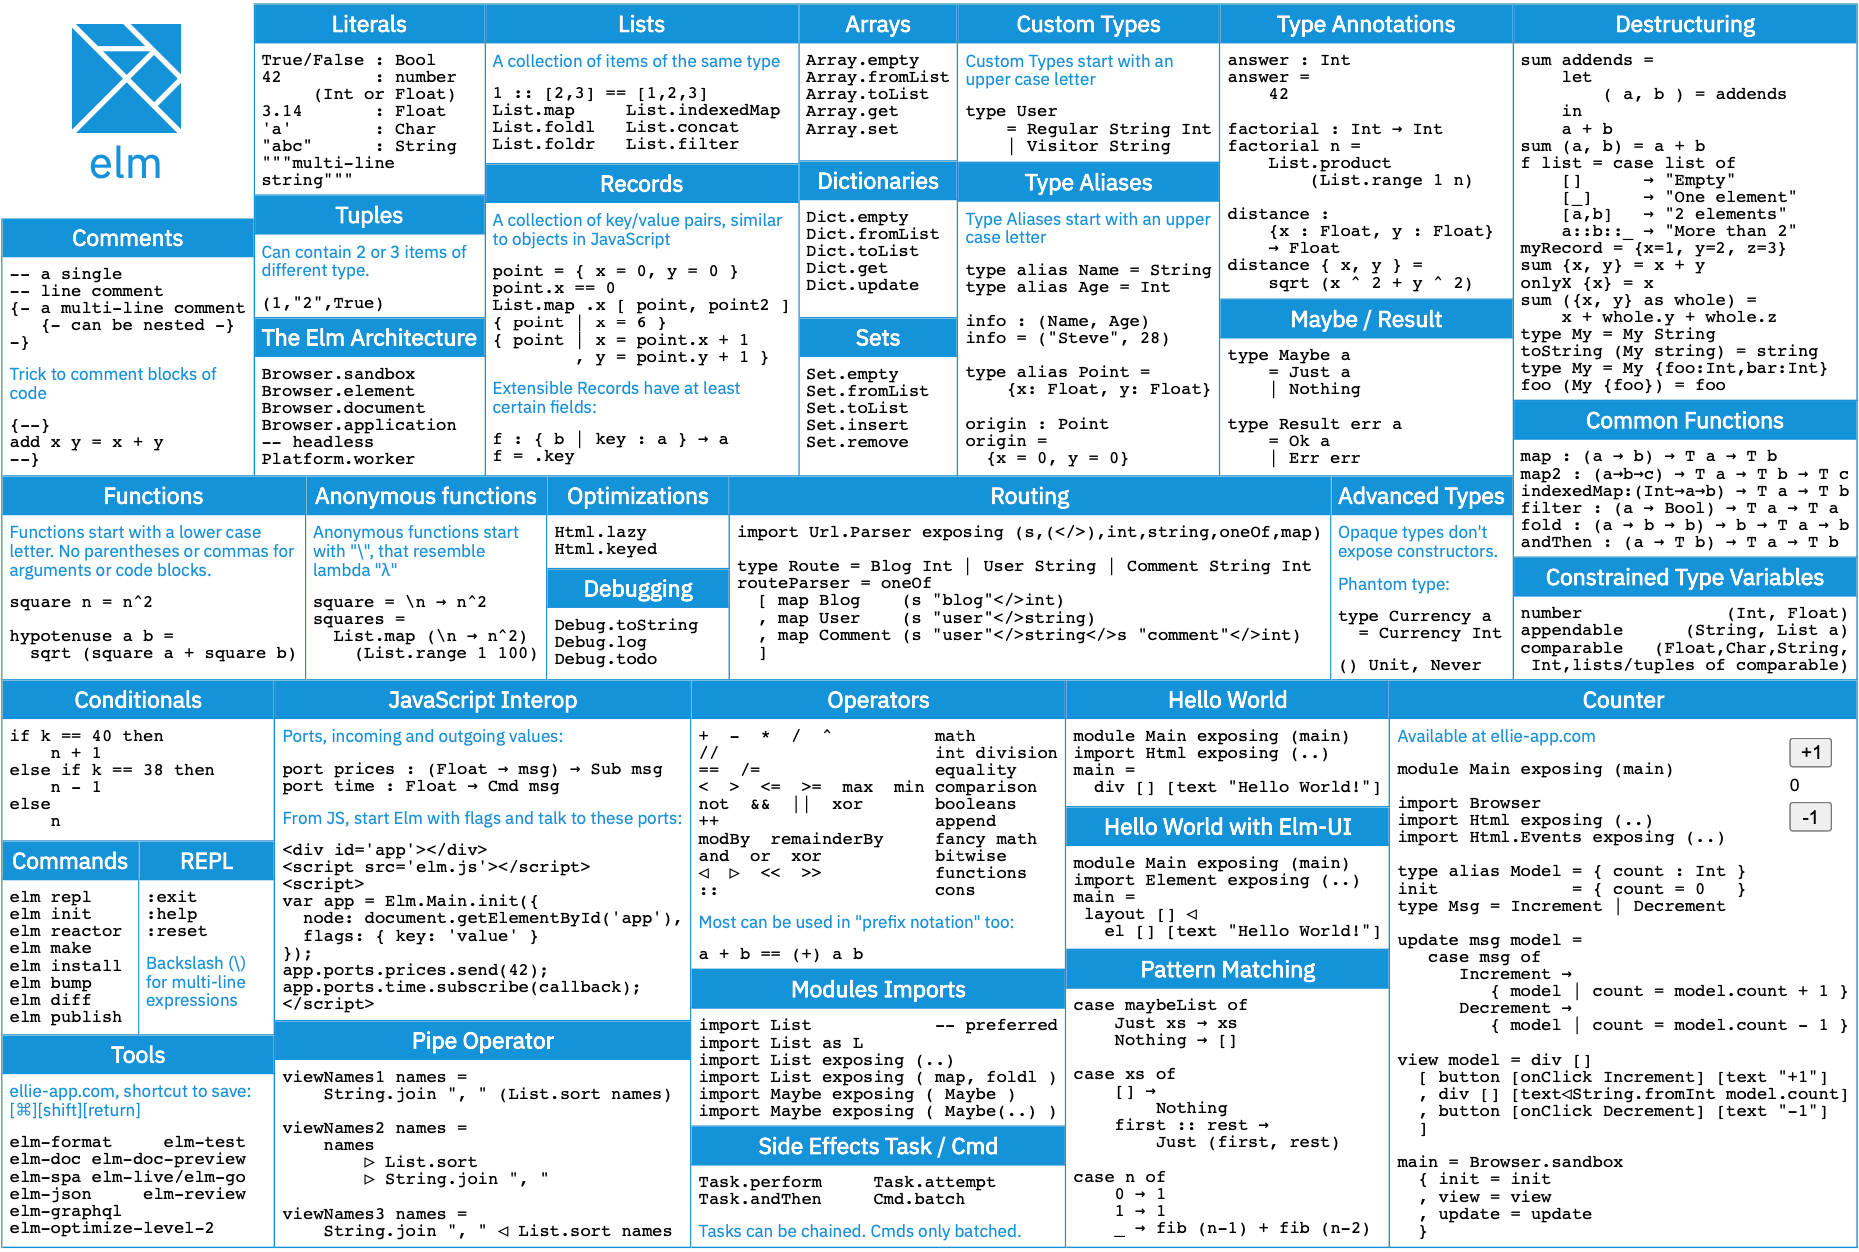 elm
Comments
-- a single
-- line comment
{- a multi-line comment
{- can be nested -}
-}
Trick to comment blocks of
code
{--}
add x y = x + y
--}
Literals
True/False : Bool
42 : number
(Int or Float)
3.14 : Float
'a' : Char
"abc" : String
"""multi-line
string"""
Tuples
Can contain 2 or 3 items of
different type.
(1,"2",True)
The Elm Architecture
Browser.sandbox
Browser.element
Browser.document
Browser.application
-- headless
Platform.worker
Lists
A collection of items of the same type
1 :: [2,3] == [1,2,3]
List.map List.indexedMap
List.foldl List.concat
List.foldr List.filter
Records
A collection of key/value pairs, similar
to objects in JavaScript
point = { x = 0, y = 0 }
point.x == 0
List.map .x [ point, point2 ]
{ point | x = 6 }
{ point | x = point.x + 1
, y = point.y + 1 }
Extensible Records have at least
certain fields:
f : { b | key : a } → a
f = .key
Arrays
Array.empty
Array.fromList
Array.toList
Array.get
Array.set
Dictionaries
Dict.empty
Dict.fromList
Dict.toList
Dict.get
Dict.update
Sets
Set.empty
Set.fromList
Set.toList
Set.insert
Set.remove
Custom Types
Custom Types start with an
upper case letter
type User
= Regular String Int
| Visitor String
Type Aliases
Type Aliases start with an upper
case letter
type alias Name = String
type alias Age = Int
info : (Name, Age)
info = ("Steve", 28)
type alias Point =
{x: Float, y: Float}
origin : Point
origin =
{x = 0, y = 0}
Type Annotations
answer : Int
answer =
42
factorial : Int → Int
factorial n =
List.product
(List.range 1 n)
distance :
{x : Float, y : Float}
→ Float
distance { x, y } =
sqrt (x ^ 2 + y ^ 2)
Maybe / Result
type Maybe a
= Just a
| Nothing
type Result err a
= Ok a
| Err err
Destructuring
sum addends =
let
( a, b ) = addends
in
a + b
sum (a, b) = a + b
f list = case list of
[] → "Empty"
[_] → "One element"
[a,b] → "2 elements"
a::b::_ → "More than 2"
myRecord = {x=1, y=2, z=3}
sum {x, y} = x + y
onlyX {x} = x
sum ({x, y} as whole) =
x + whole.y + whole.z
type My = My String
toString (My string) = string
type My = My {foo:Int,bar:Int}
foo (My {foo}) = foo
Common Functions
map : (a → b) → T a → T b
map2 : (a→b→c) → T a → T b → T c
indexedMap:(Int→a→b) → T a → T b
filter : (a → Bool) → T a → T a
fold : (a → b → b) → b → T a → b
andThen : (a → T b) → T a → T b
Constrained Type Variables
number (Int, Float)
appendable (String, List a)
comparable (Float,Char,String,
Int,lists/tuples of comparable)
Functions
Functions start with a lower case
letter. No parentheses or commas for
arguments or code blocks.
square n = n^2
hypotenuse a b =
sqrt (square a + square b)
Anonymous functions
Anonymous functions start
with "\", that resemble
lambda "λ"
square = \n → n^2
squares =
List.map (\n → n^2)
(List.range 1 100)
Optimizations
Html.lazy
Html.keyed
Debugging
Debug.toString
Debug.log
Debug.todo
Routing
import Url.Parser exposing (s,(</>),int,string,oneOf,map)
type Route = Blog Int | User String | Comment String Int
routeParser = oneOf
[ map Blog (s "blog"</>int)
, map User (s "user"</>string)
, map Comment (s "user"</>string</>s "comment"</>int)
]
Advanced Types
Opaque types don't
expose constructors.
Phantom type:
type Currency a
= Currency Int
() Unit, Never
Conditionals
if k == 40 then
n + 1
else if k == 38 then
n - 1
else
n
Commands
elm repl
elm init
elm reactor
elm make
elm install
elm bump
elm diff
elm publish
REPL
:exit
:help
:reset
Backslash (\)
for multi-line
expressions
Tools
ellie-app.com, shortcut to save:
[⌘][shift][return]
elm-format elm-test
elm-doc elm-doc-preview
elm-spa elm-live/elm-go
elm-json elm-review
elm-graphql
elm-optimize-level-2
JavaScript Interop
Ports, incoming and outgoing values:
port prices : (Float → msg) → Sub msg
port time : Float → Cmd msg
From JS, start Elm with flags and talk to these ports:
<div id='app'></div>
<script src='elm.js'></script>
<script>
var app = Elm.Main.init({
node: document.getElementById('app'),
flags: { key: 'value' }
});
app.ports.prices.send(42);
app.ports.time.subscribe(callback);
</script>
Pipe Operator
viewNames1 names =
String.join ", " (List.sort names)
viewNames2 names =
names
▷ List.sort
▷ String.join ", "
viewNames3 names =
String.join ", " ◁ List.sort names
Operators
+ - * / ^ math
// int division
== /= equality
< > <= >= max min comparison
not && || xor booleans
++ append
modBy remainderBy fancy math
and or xor bitwise
◁ ▷ << >> functions
:: cons
Most can be used in "prefix notation" too:
a + b == (+) a b
Modules Imports
import List -- preferred
import List as L
import List exposing (..)
import List exposing ( map, foldl )
import Maybe exposing ( Maybe )
import Maybe exposing ( Maybe(..) )
Side Effects Task / Cmd
Task.perform Task.attempt
Task.andThen Cmd.batch
Tasks can be chained. Cmds only batched.
Hello World
module Main exposing (main)
import Html exposing (..)
main =
div [] [text "Hello World!"]
Hello World with Elm-UI
module Main exposing (main)
import Element exposing (..)
main =
layout [] ◁
el [] [text "Hello World!"]
Pattern Matching
case maybeList of
Just xs → xs
Nothing → []
case xs of
[] →
Nothing
first :: rest →
Just (first, rest)
case n of
0 → 1
1 → 1
_ → fib (n-1) + fib (n-2)
Counter
Available at ellie-app.com
+1
0
-1
module Main exposing (main)
import Browser
import Html exposing (..)
import Html.Events exposing (..)
type alias Model = { count : Int }
init = { count = 0 }
type Msg = Increment | Decrement
update msg model =
case msg of
Increment →
{ model | count = model.count + 1 }
Decrement →
{ model | count = model.count - 1 }
view model = div []
[ button [onClick Increment] [text "+1"]
, div [] [text◁String.fromInt model.count]
, button [onClick Decrement] [text "-1"]
]
main = Browser.sandbox
{ init = init
, view = view
, update = update
}